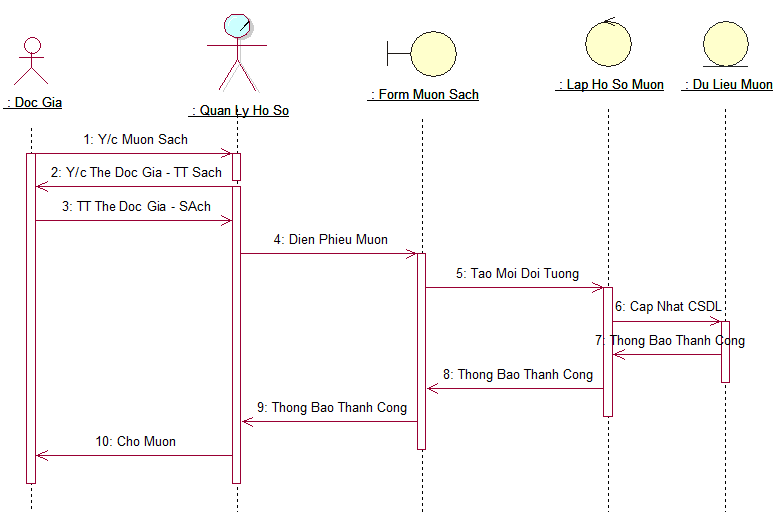 : Doc Gia
: Quan Ly Ho So
: Form Muon Sach
: Lap Ho So Muon
: Du Lieu Muon
1: Y/c Muon Sach
2: Y/c The Doc Gia - TT Sach
3: TT The Doc Gia - SAch
4: Dien Phieu Muon
5: Tao Moi Doi Tuong
6: Cap Nhat CSDL
7: Thong Bao Thanh Cong
8: Thong Bao Thanh Cong
9: Thong Bao Thanh Cong
10: Cho Muon